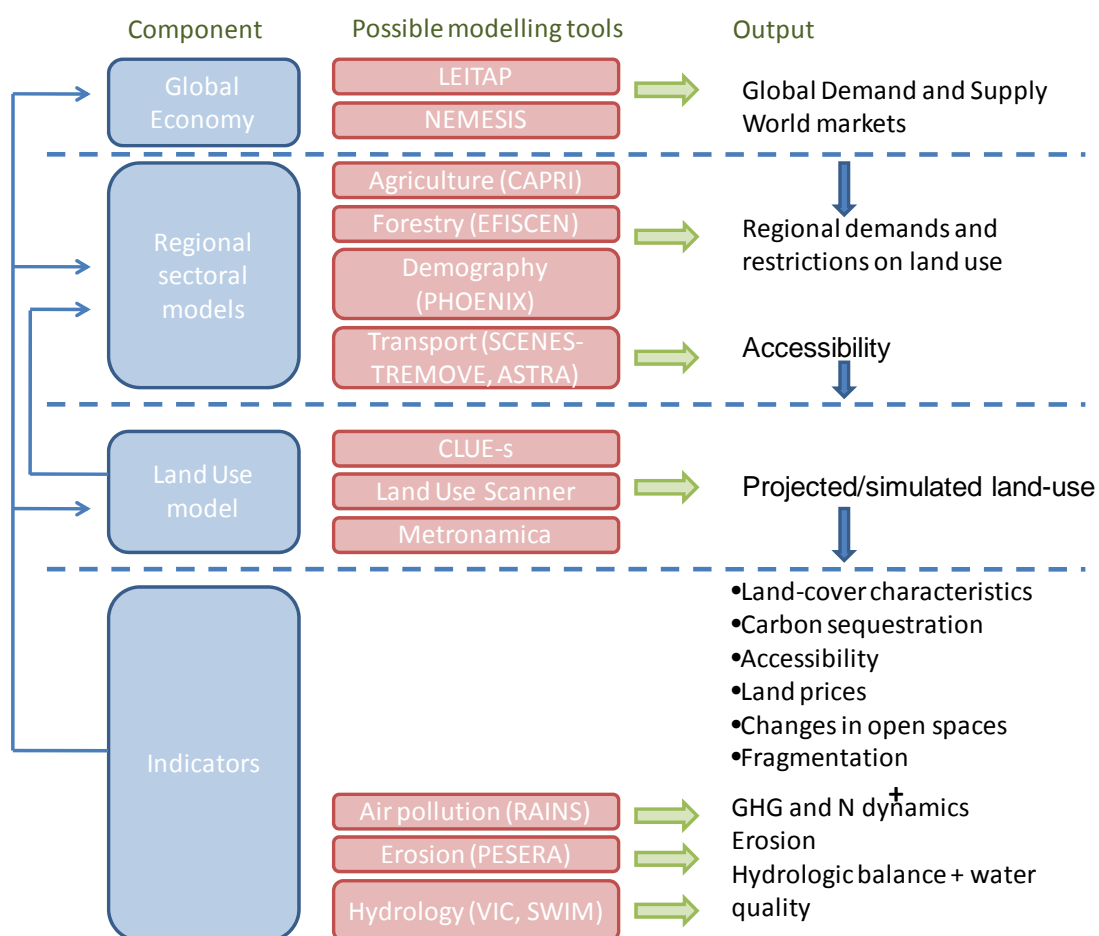 Component
Possible modelling tools
Output
Global
Economy
LEITAP
NEMESIS
Global Demand and Supply
World markets
Regional
sectoral
models
Agriculture (CAPRI)
Forestry (EFISCEN)
Demography
(PHOENIX)
Transport (SCENES-
TREMOVE, ASTRA)
Regional demands and
restrictions on land use
Accessibility
Land Use
model
CLUE-s
Land Use Scanner
Metronamica
Projected/simulated land-use
Indicators
•Land-cover characteristics
•Carbon sequestration
•Accessibility
•Land prices
•Changes in open spaces
•Fragmentation
+
Air pollution (RAINS)
Erosion (PESERA)
Hydrology (VIC, SWIM)
GHG and N dynamics
Erosion
Hydrologic balance + water
quality